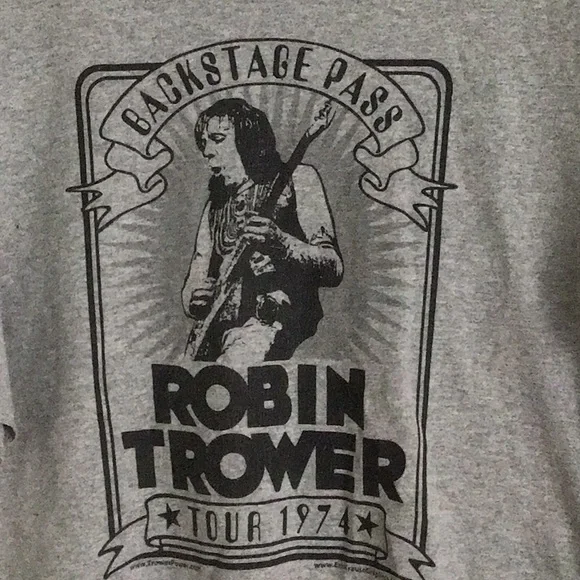 BACKSTAGE PASS
ROBIN
TROWER
★TOUR 1974★